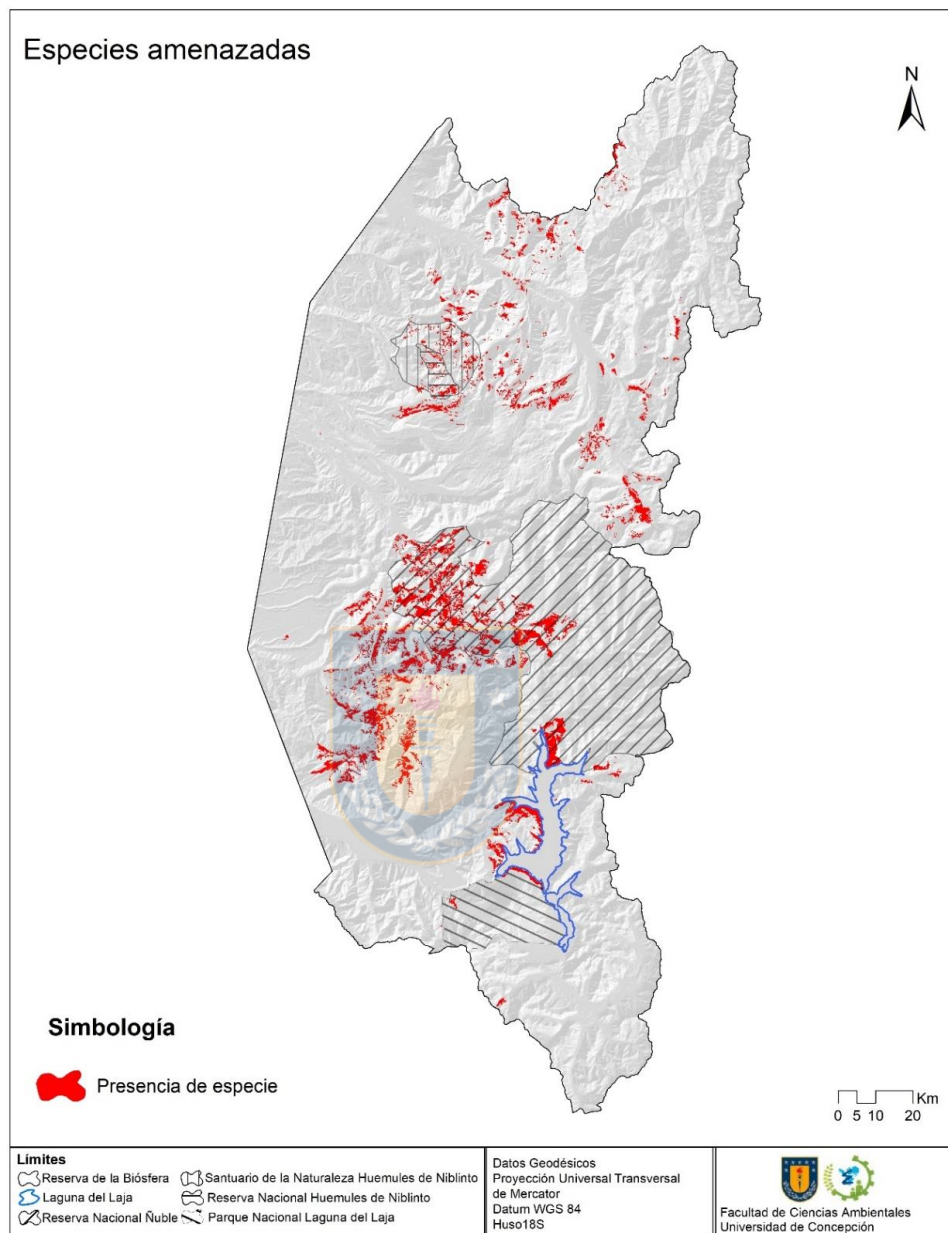 Especies amenazadas
N
Simbología
Presencia de especie
Km
0 5 10 20
Límites
Reserva de la Biósfera
Santuario de la Naturaleza Huemules de Niblinto
Laguna del Laja
Reserva Nacional Huemules de Niblinto
Reserva Nacional Ñuble
Parque Nacional Laguna del Laja
Datos Geodésicos
Proyección Universal Transversal
de Mercator
Datum WGS 84
Huso18S
Facultad de Ciencias Ambientales
Universidad de Concepción